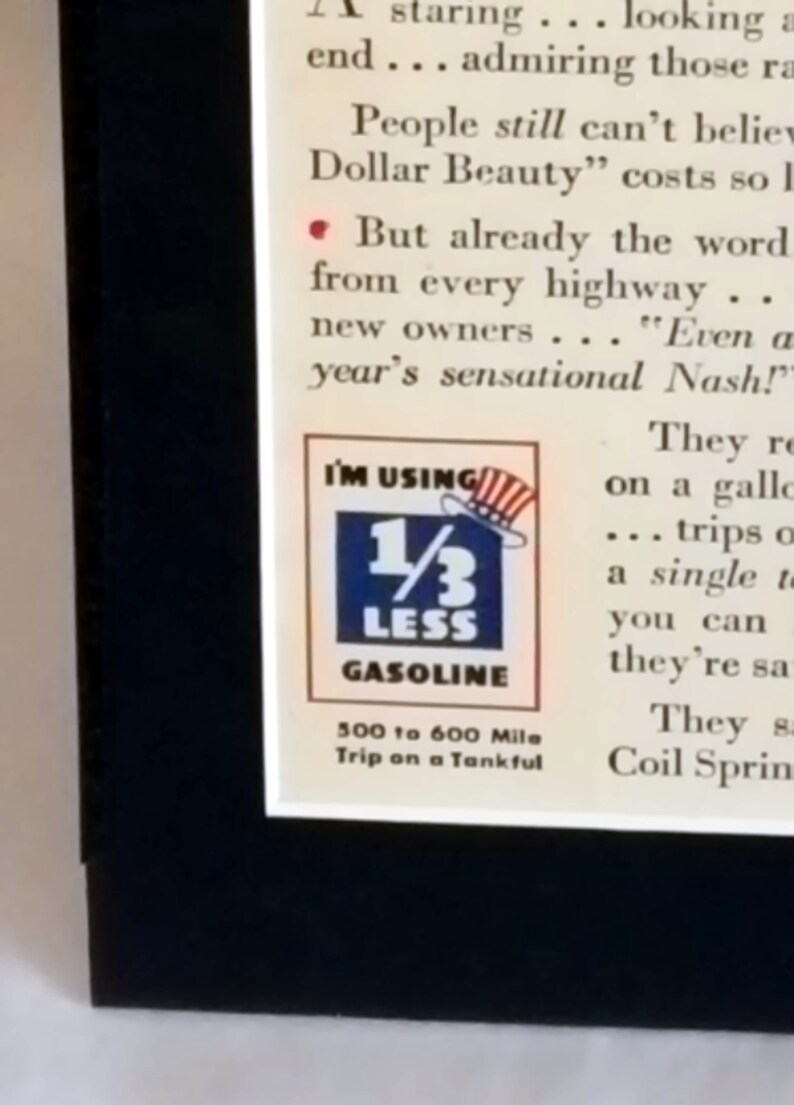 staring . . . looking
end . . . admiring those
People still can't
Dollar Beauty" costs so
• But already the word
from every highway . .
new owners . . . "Even
year's sensational Nash!"
I'M USING
1/3
LESS
GASOLINE
500 to 600 Mile
Trip on a Tankful
They
on a
. . . trips
a single
you can
they're
They
Coil